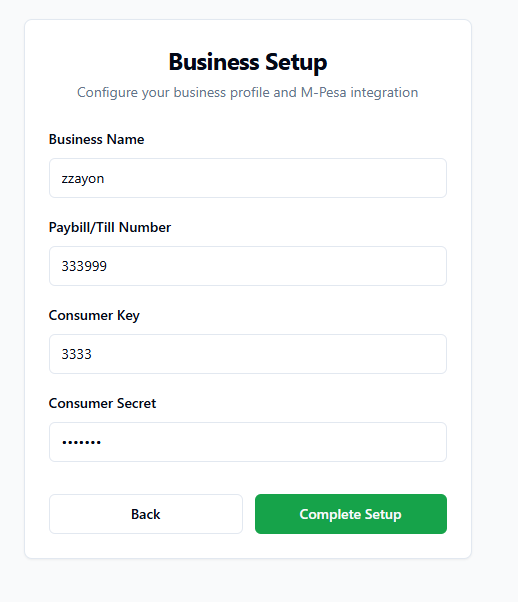 Business Setup
Configure your business profile and M-Pesa integration
Business Name
zzayon
Paybill/Till Number
333999
Consumer Key
3333
Consumer Secret
•••••••
Back
Complete Setup